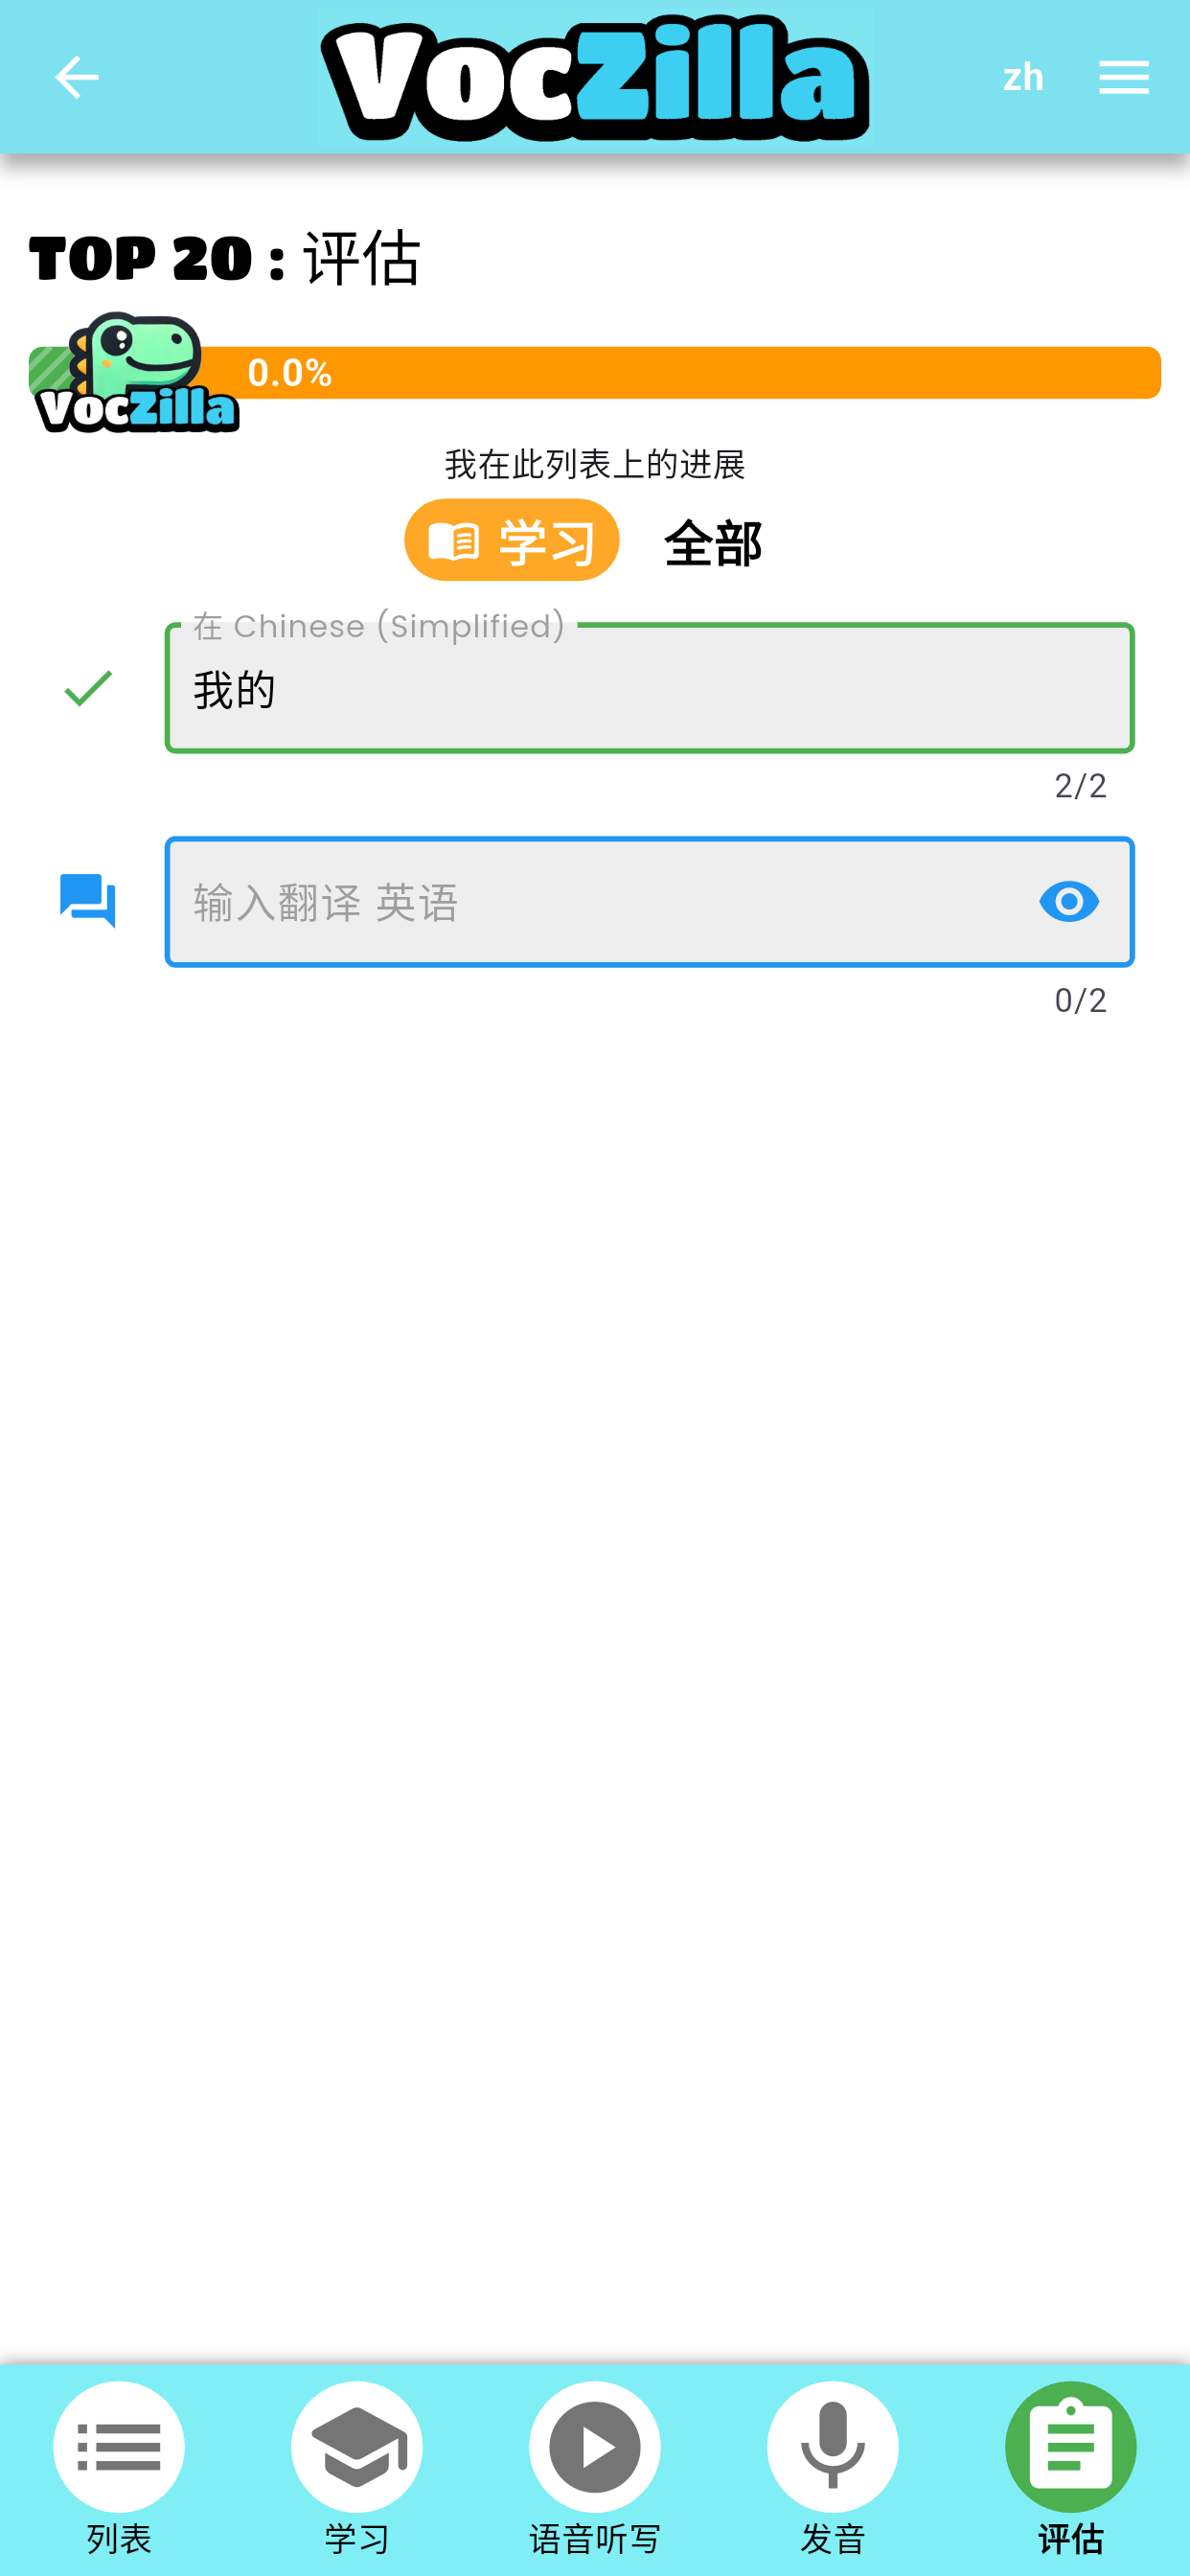 VocZilla
zh
TOP 20 : 评估
0.0%
VocZilla
我在此列表上的进展
学习 全部
在 Chinese (Simplified)
我的
2/2
输入翻译 英语
0/2
列表 学习 语音听写 发音 评估